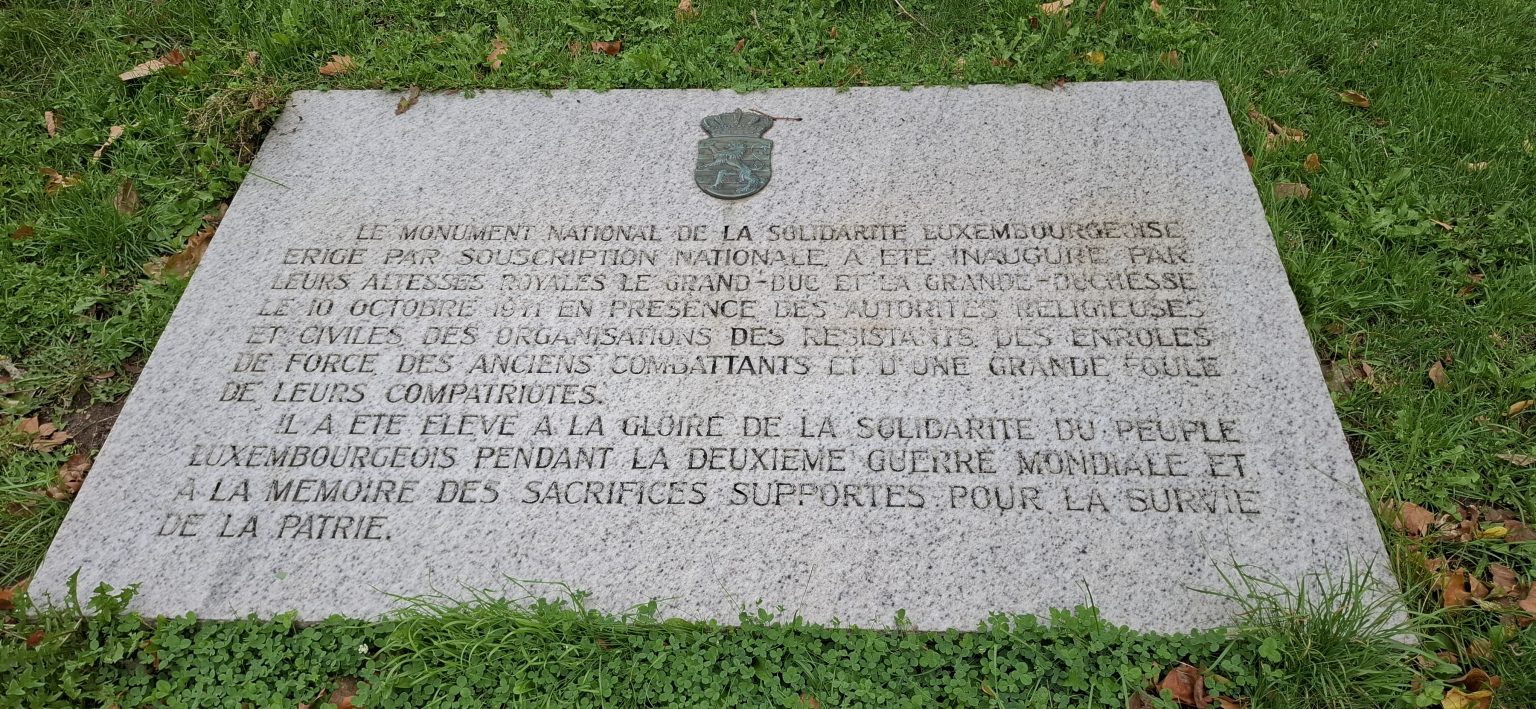 LE MONUMENT NATIONAL DE LA SOLIDARITE LUXEMBOURGEOISE
ERIGE PAR SOUSCRIPTION NATIONALE, A ETE INAUGURE PAR
LEURS ALTESSES ROYALES LE GRAND-DUC ET LA GRANDE-DUCHESSE
LE 10 OCTOBRE 1971 EN PRESENCE DES AUTORITES RELIGIEUSES
ET CIVILES, DES ORGANISATIONS DES RESISTANTS, DES ENROLES
DE FORCE, DES ANCIENS COMBATTANTS ET D'UNE GRANDE FOULE
DE LEURS COMPATRIOTES.
IL A ETE ELEVE A LA GLOIRE DE LA SOLIDARITE DU PEUPLE
LUXEMBOURGEOIS PENDANT LA DEUXIEME GUERRE MONDIALE ET
A LA MEMOIRE DES SACRIFICES SUPPORTES POUR LA SURVIE
DE LA PATRIE.